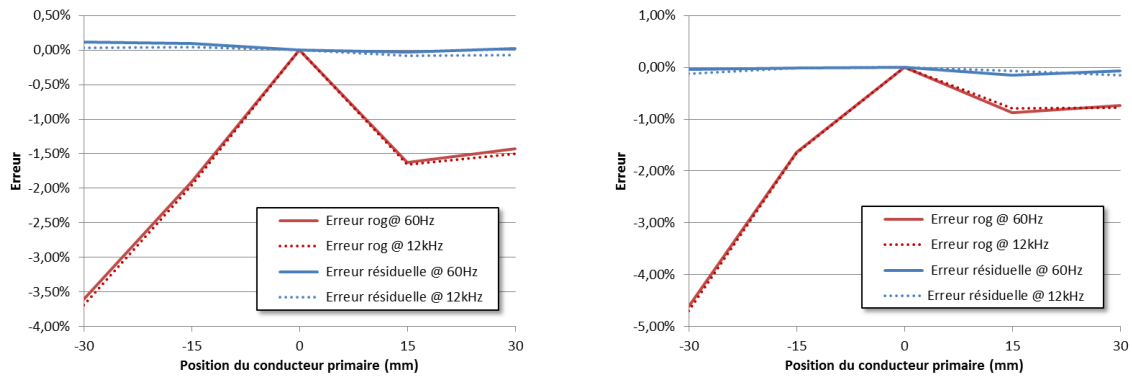 0,50%
0,00%
-0,50%
-1,00%
-1,50%
-2,00%
-2,50%
-3,00%
-3,50%
-4,00%
Erreur
-30
-15
0
15
30
Position du conducteur primaire (mm)
Erreur rog@ 60Hz
Erreur rog @ 12kHz
Erreur résiduelle @ 60Hz
Erreur résiduelle @ 12kHz
1,00%
0,00%
-1,00%
-2,00%
-3,00%
-4,00%
-5,00%
Erreur
-30
-15
0
15
30
Position du conducteur primaire (mm)
Erreur rog @ 60Hz
Erreur rog @ 12kHz
Erreur résiduelle @ 60Hz
Erreur résiduelle @ 12kHz